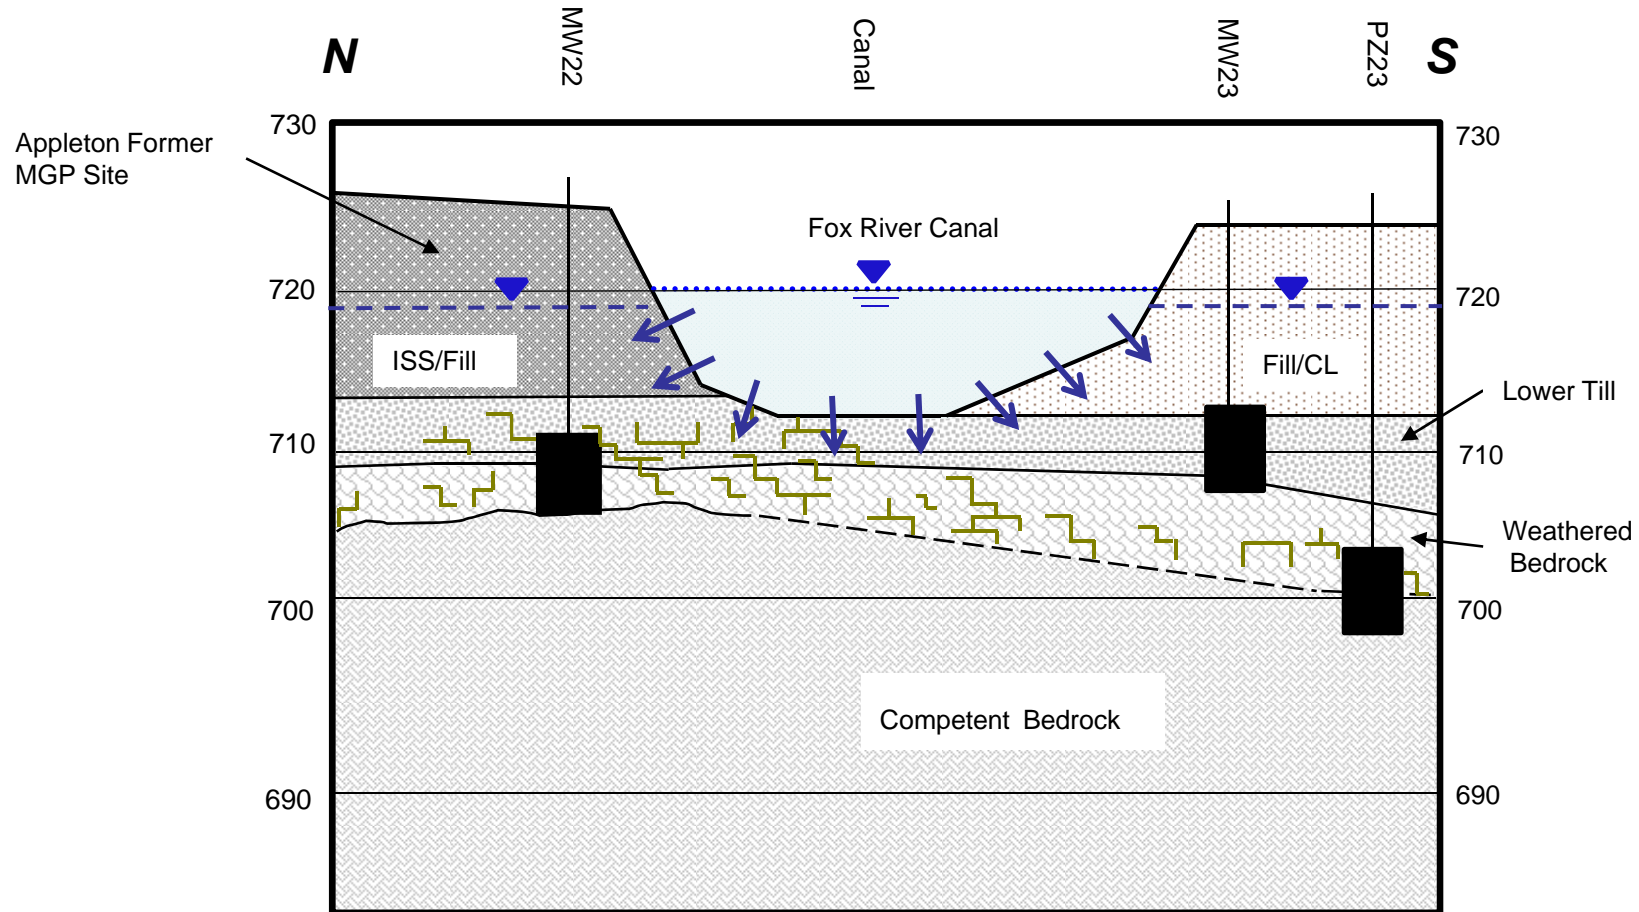 N
MW22
Canal
MW23
PZ23
S
730
730
Appleton Former
MGP Site
Fox River Canal
720
720
ISS/Fill
Fill/CL
Lower Till
710
710
Weathered
Bedrock
700
700
Competent Bedrock
690
690